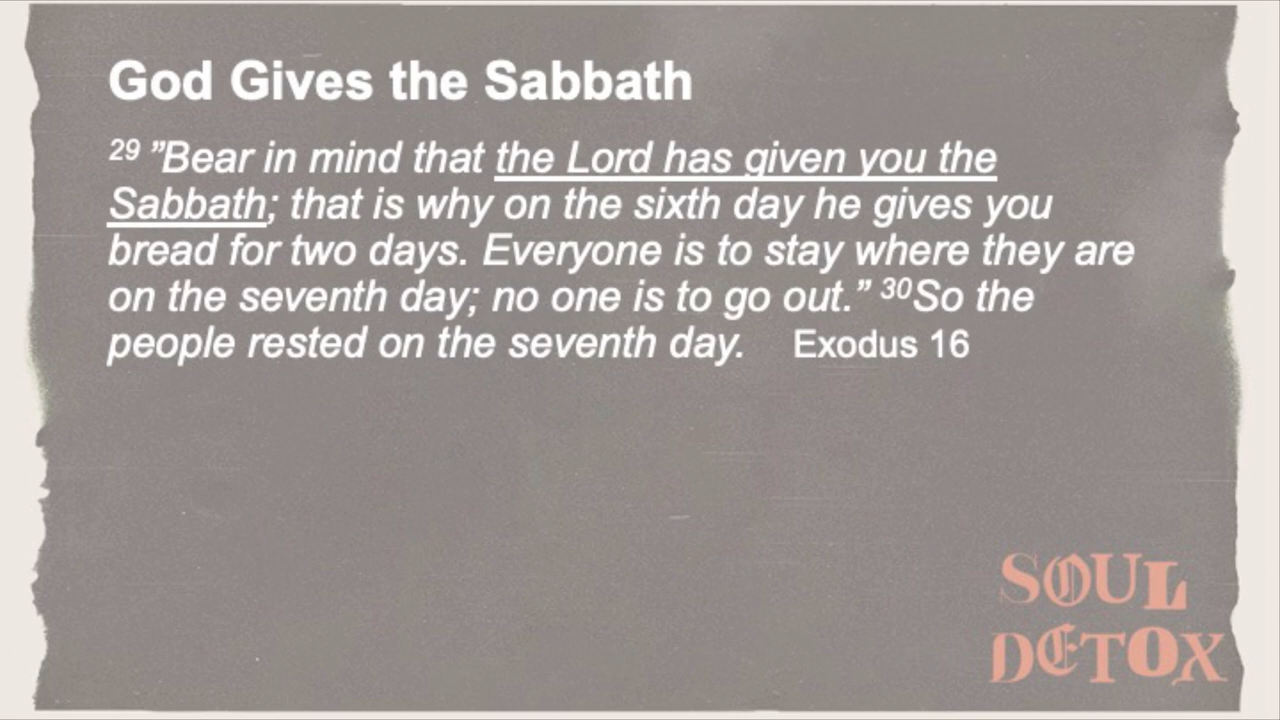 God Gives the Sabbath
29 ”Bear in mind that the Lord has given you the
Sabbath; that is why on the sixth day he gives you
bread for two days. Everyone is to stay where they are
on the seventh day; no one is to go out.” 30So the
people rested on the seventh day. Exodus 16
SOUL
DETOX